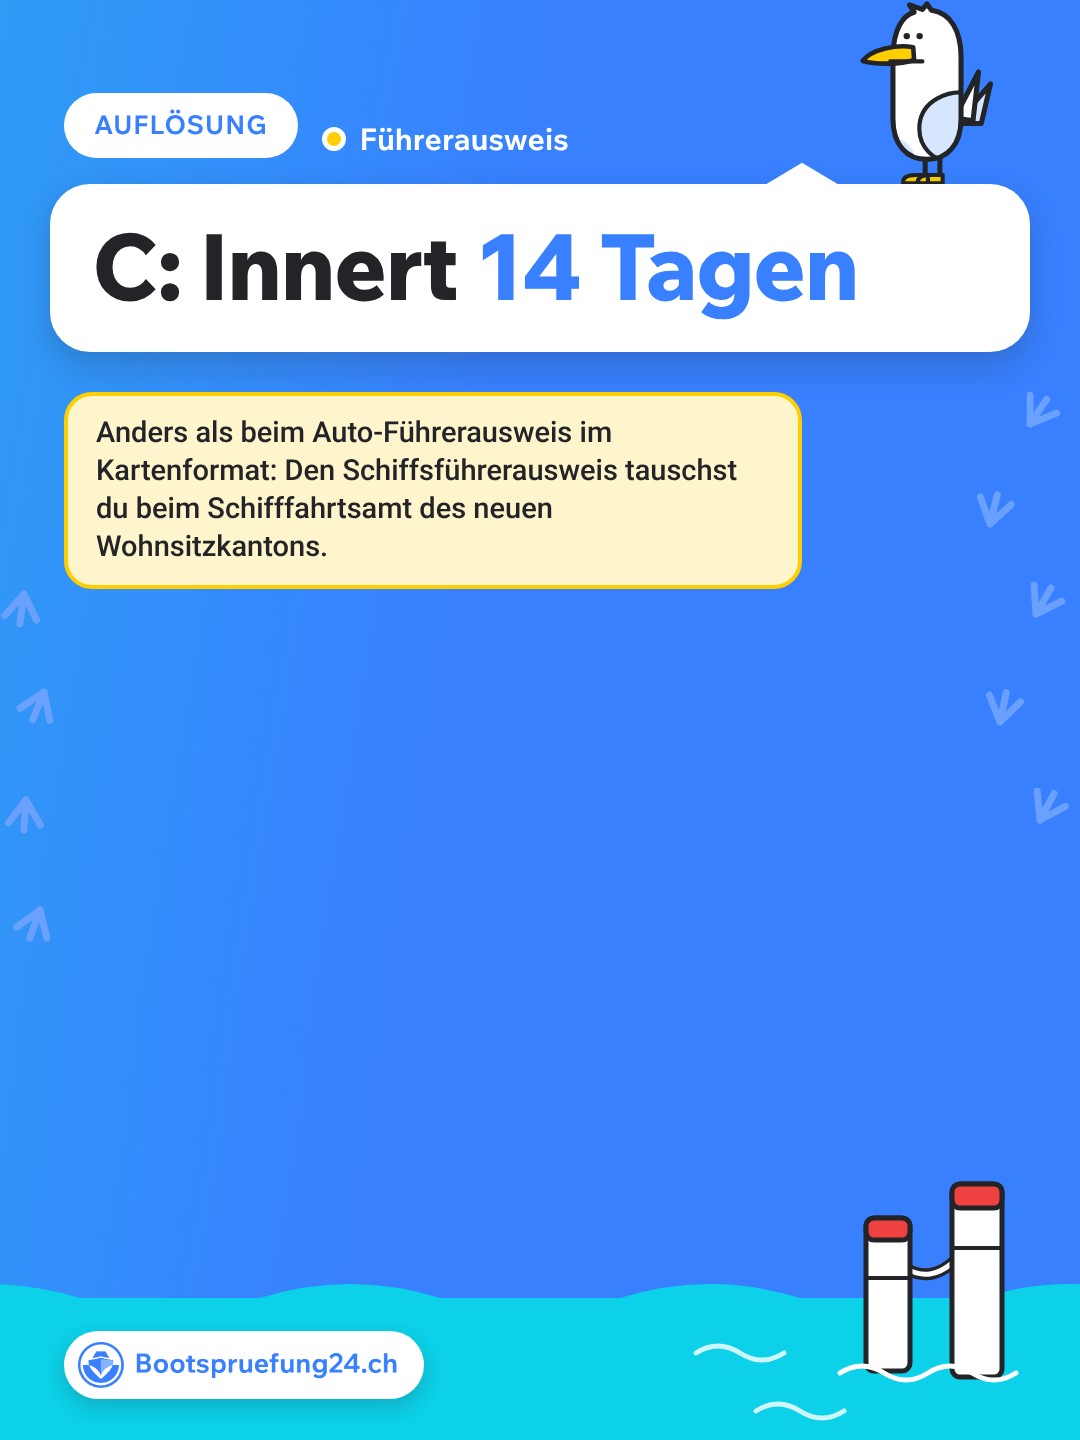 AUFLÖSUNG
Führerausweis
C: Innert 14 Tagen
Anders als beim Auto-Führerausweis im
Kartenformat: Den Schiffsführerausweis tauschst
du beim Schifffahrtsamt des neuen
Wohnsitzkantons.
Bootspruefung24.ch